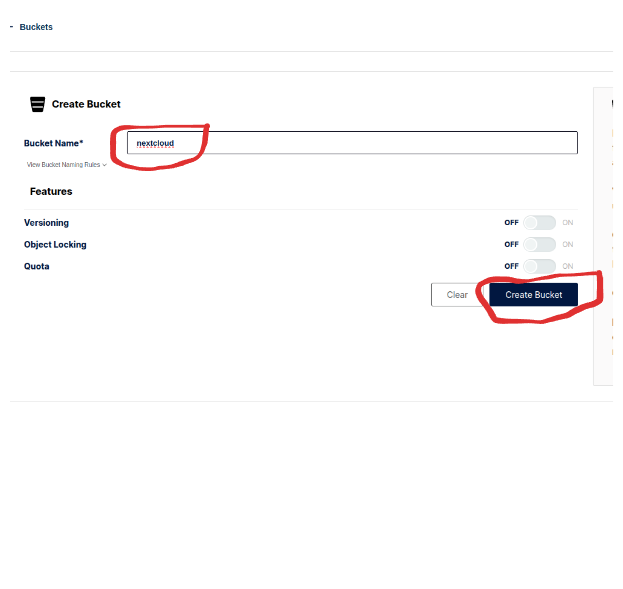 - Buckets
Create Bucket
Bucket Name*
nextcloud
View Bucket Naming Rules
Features
Versioning OFF ON
Object Locking OFF ON
Quota OFF ON
Clear Create Bucket